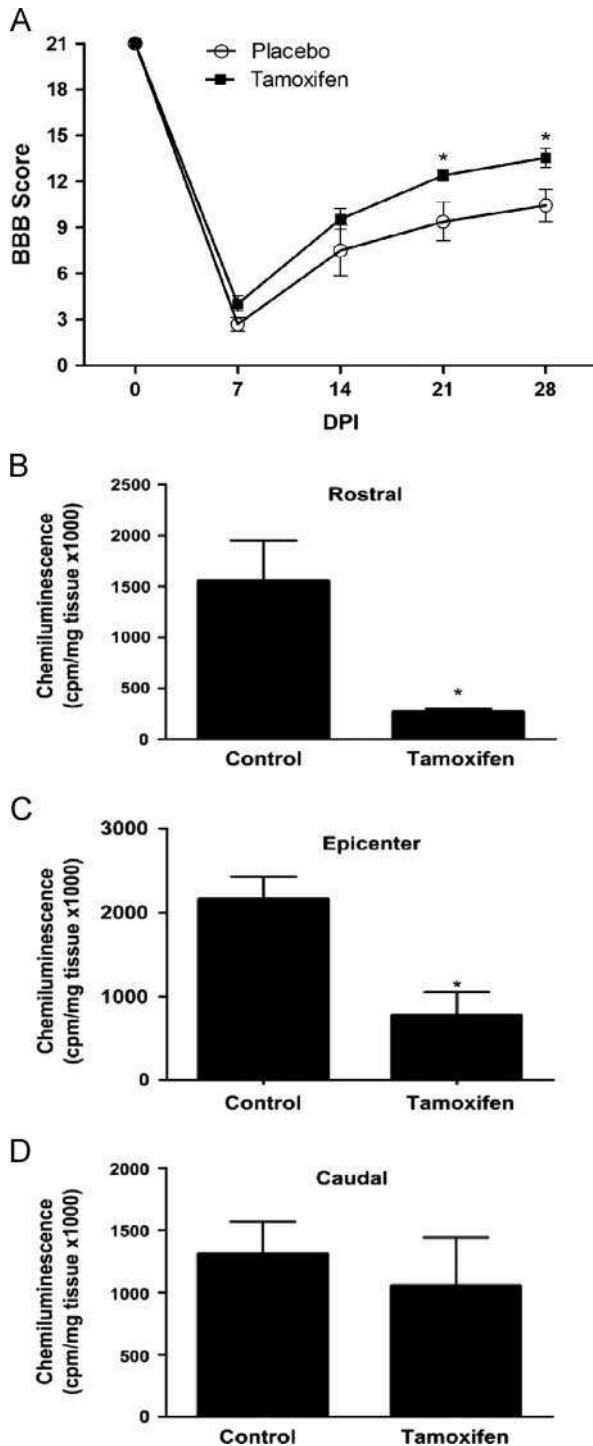 A
21
18
15
12
9
6
3
0
BBB Score
Placebo
Tamoxifen
*
*
0 7 14 21 28
DPI
B
Rostral
2500
2000
1500
1000
500
0
Chemiluminescence
(cpm/mg tissue x1000)
*
Control Tamoxifen
C
Epicenter
3000
2000
1000
0
Chemiluminescence
(cpm/mg tissue x1000)
*
Control Tamoxifen
D
Caudal
2000
1500
1000
500
0
Chemiluminescence
(cpm/mg tissue x1000)
Control Tamoxifen